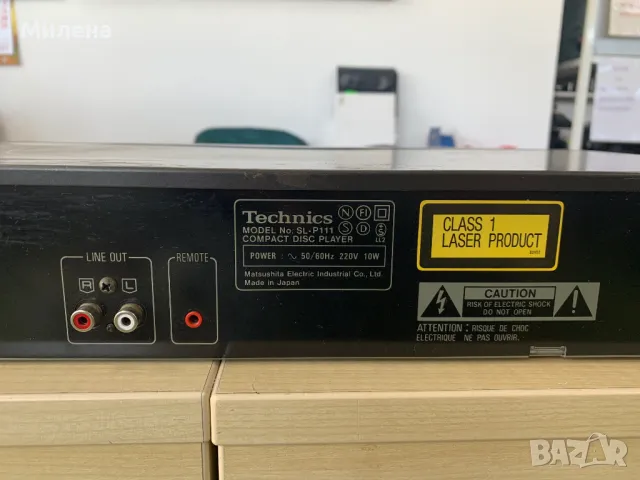 Милена
LINE OUT
R L
REMOTE
Technics
MODEL No. SL-P111
COMPACT DISC PLAYER
N FI
S D
LL2
POWER : ∿ 50/60Hz 220V 10W
Matsushita Electric Industrial Co., Ltd.
Made in Japan
CLASS 1
LASER PRODUCT
CAUTION
RISK OF ELECTRIC SHOCK
DO NOT OPEN
ATTENTION : RISQUE DE CHOC
ELECTRIQUE NE PAS OUVRIR.
bazar